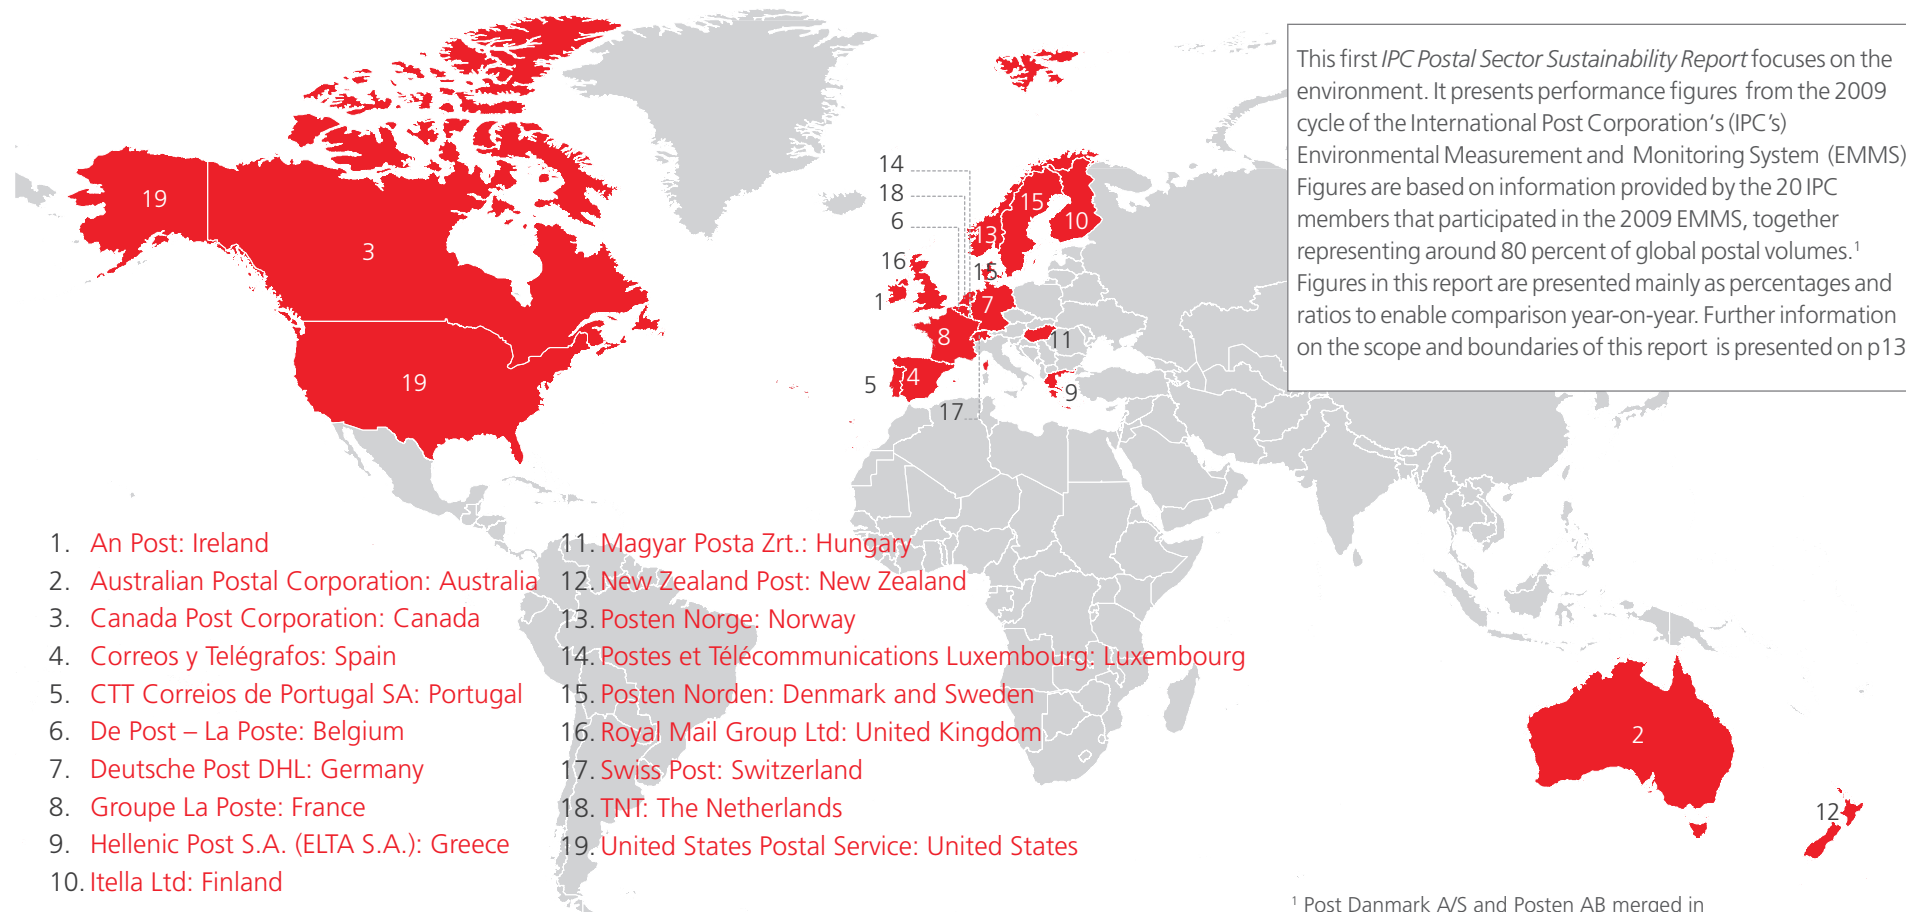 This first IPC Postal Sector Sustainability Report focuses on the
environment. It presents performance figures from the 2009
cycle of the International Post Corporation‘s (IPC‘s)
Environmental Measurement and Monitoring System (EMMS)
Figures are based on information provided by the 20 IPC
members that participated in the 2009 EMMS, together
representing around 80 percent of global postal volumes.¹
Figures in this report are presented mainly as percentages and
ratios to enable comparison year-on-year. Further information
on the scope and boundaries of this report is presented on p13
19
3
19
14
18
6
16
1
15
13
10
15
7
8
11
5
4
9
17
2
12
1. An Post: Ireland
2. Australian Postal Corporation: Australia
3. Canada Post Corporation: Canada
4. Correos y Telégrafos: Spain
5. CTT Correios de Portugal SA: Portugal
6. De Post – La Poste: Belgium
7. Deutsche Post DHL: Germany
8. Groupe La Poste: France
9. Hellenic Post S.A. (ELTA S.A.): Greece
10. Itella Ltd: Finland
11. Magyar Posta Zrt.: Hungary
12. New Zealand Post: New Zealand
13. Posten Norge: Norway
14. Postes et Télécommunications Luxembourg: Luxembourg
15. Posten Norden: Denmark and Sweden
16. Royal Mail Group Ltd: United Kingdom
17. Swiss Post: Switzerland
18. TNT: The Netherlands
19. United States Postal Service: United States
¹ Post Danmark A/S and Posten AB merged in